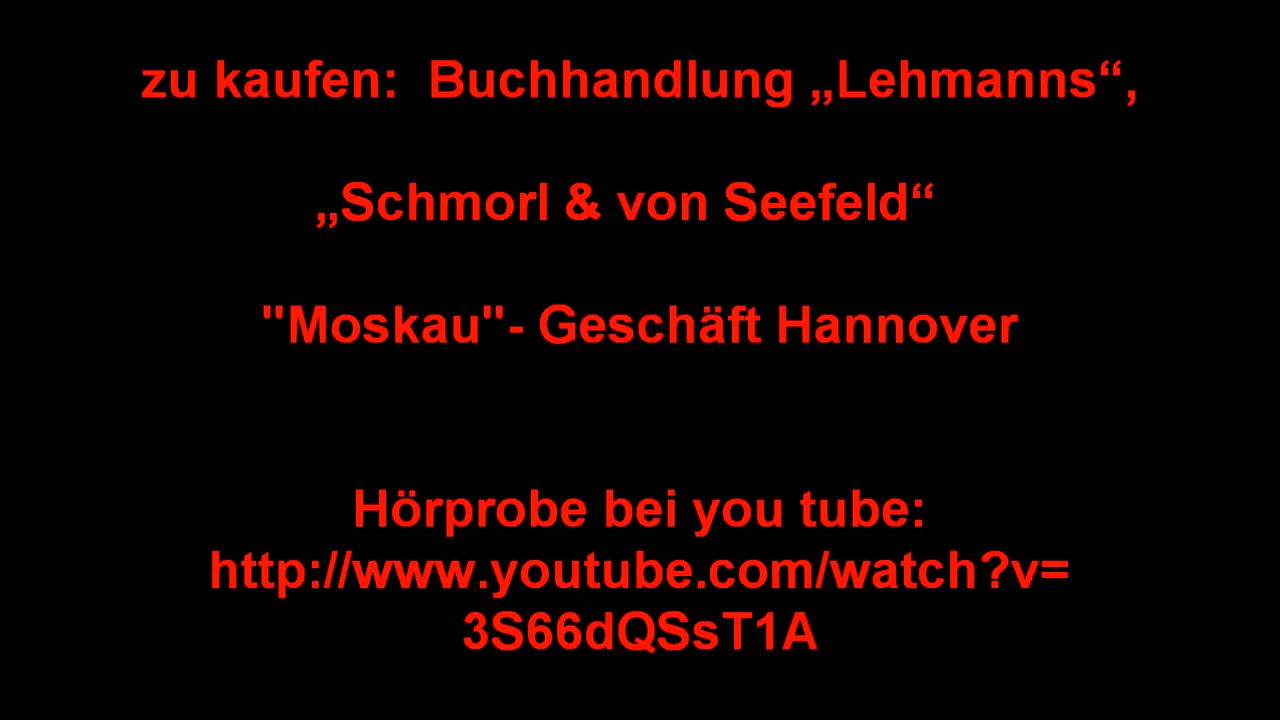 zu kaufen:  Buchhandlung „Lehmanns“,
„Schmorl & von Seefeld“
"Moskau"- Geschäft Hannover
Hörprobe bei you tube:
http://www.youtube.com/watch?v=
3S66dQSsT1A